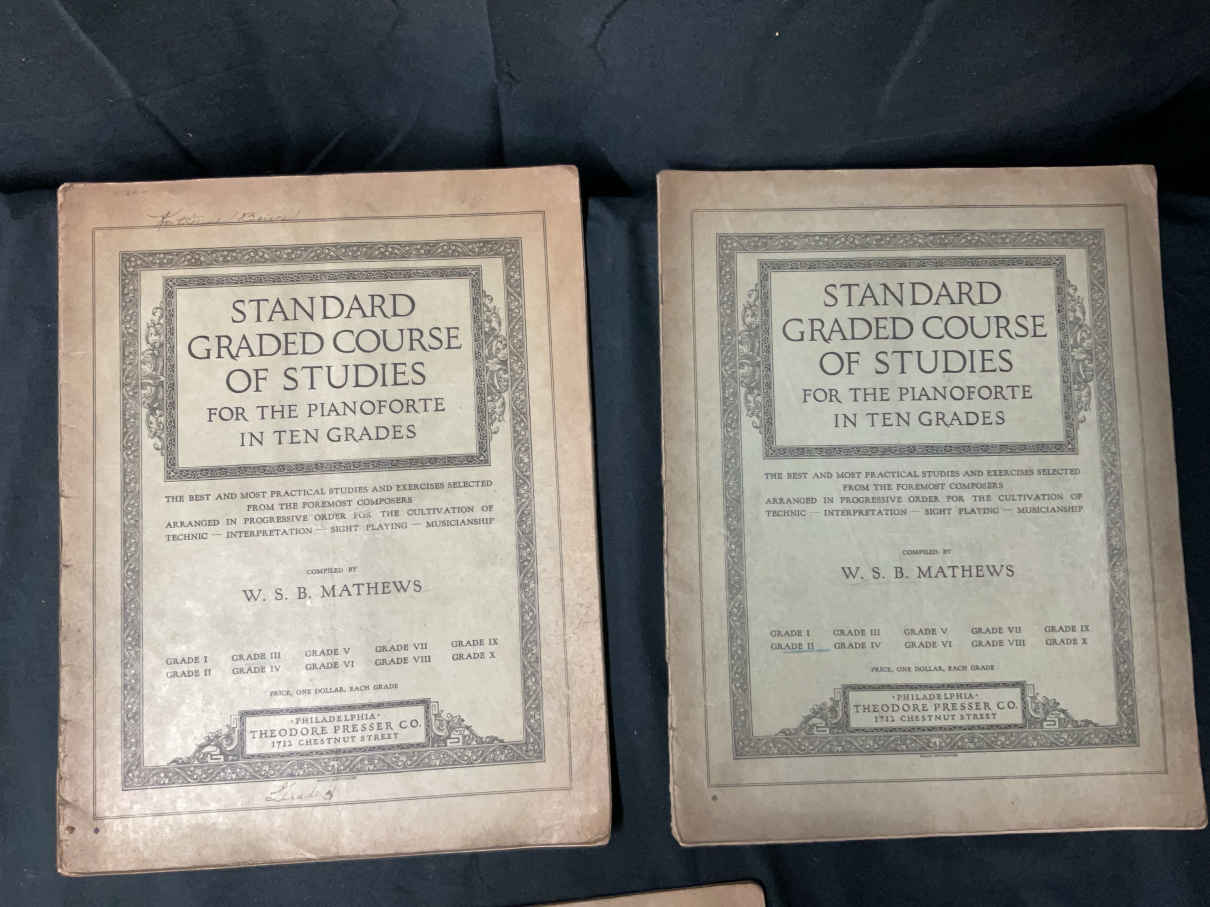 STANDARD
GRADED COURSE
OF STUDIES
FOR THE PIANOFORTE
IN TEN GRADES
THE BEST AND MOST PRACTICAL STUDIES AND EXERCISES SELECTED
FROM THE FOREMOST COMPOSERS
ARRANGED IN PROGRESSIVE ORDER FOR THE CULTIVATION OF
TECHNIC — INTERPRETATION — SIGHT PLAYING — MUSICIANSHIP
COMPILED BY
W. S. B. MATHEWS
GRADE I GRADE III GRADE V GRADE VII GRADE IX
GRADE II GRADE IV GRADE VI GRADE VIII GRADE X
PRICE, ONE DOLLAR, EACH GRADE
·PHILADELPHIA·
THEODORE PRESSER CO.
1712 CHESTNUT STREET
Grade
STANDARD
GRADED COURSE
OF STUDIES
FOR THE PIANOFORTE
IN TEN GRADES
THE BEST AND MOST PRACTICAL STUDIES AND EXERCISES SELECTED
FROM THE FOREMOST COMPOSERS
ARRANGED IN PROGRESSIVE ORDER FOR THE CULTIVATION OF
TECHNIC — INTERPRETATION — SIGHT PLAYING — MUSICIANSHIP
COMPILED BY
W. S. B. MATHEWS
GRADE I GRADE III GRADE V GRADE VII GRADE IX
GRADE II GRADE IV GRADE VI GRADE VIII GRADE X
PRICE, ONE DOLLAR, EACH GRADE
·PHILADELPHIA·
THEODORE PRESSER CO.
1712 CHESTNUT STREET